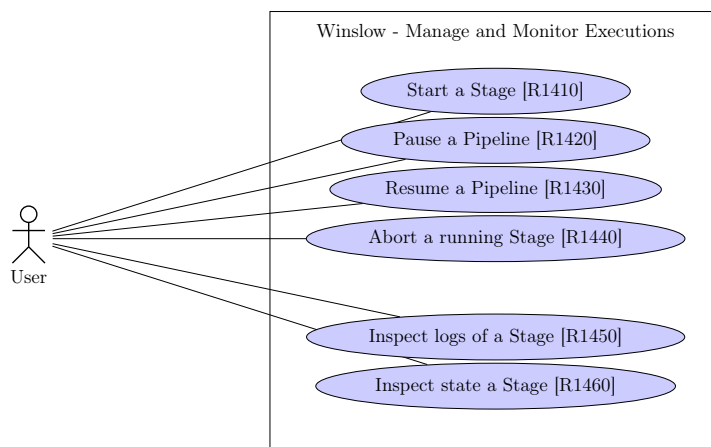 Winslow - Manage and Monitor Executions
Start a Stage [R1410]
Pause a Pipeline [R1420]
Resume a Pipeline [R1430]
Abort a running Stage [R1440]
User
Inspect logs of a Stage [R1450]
Inspect state a Stage [R1460]